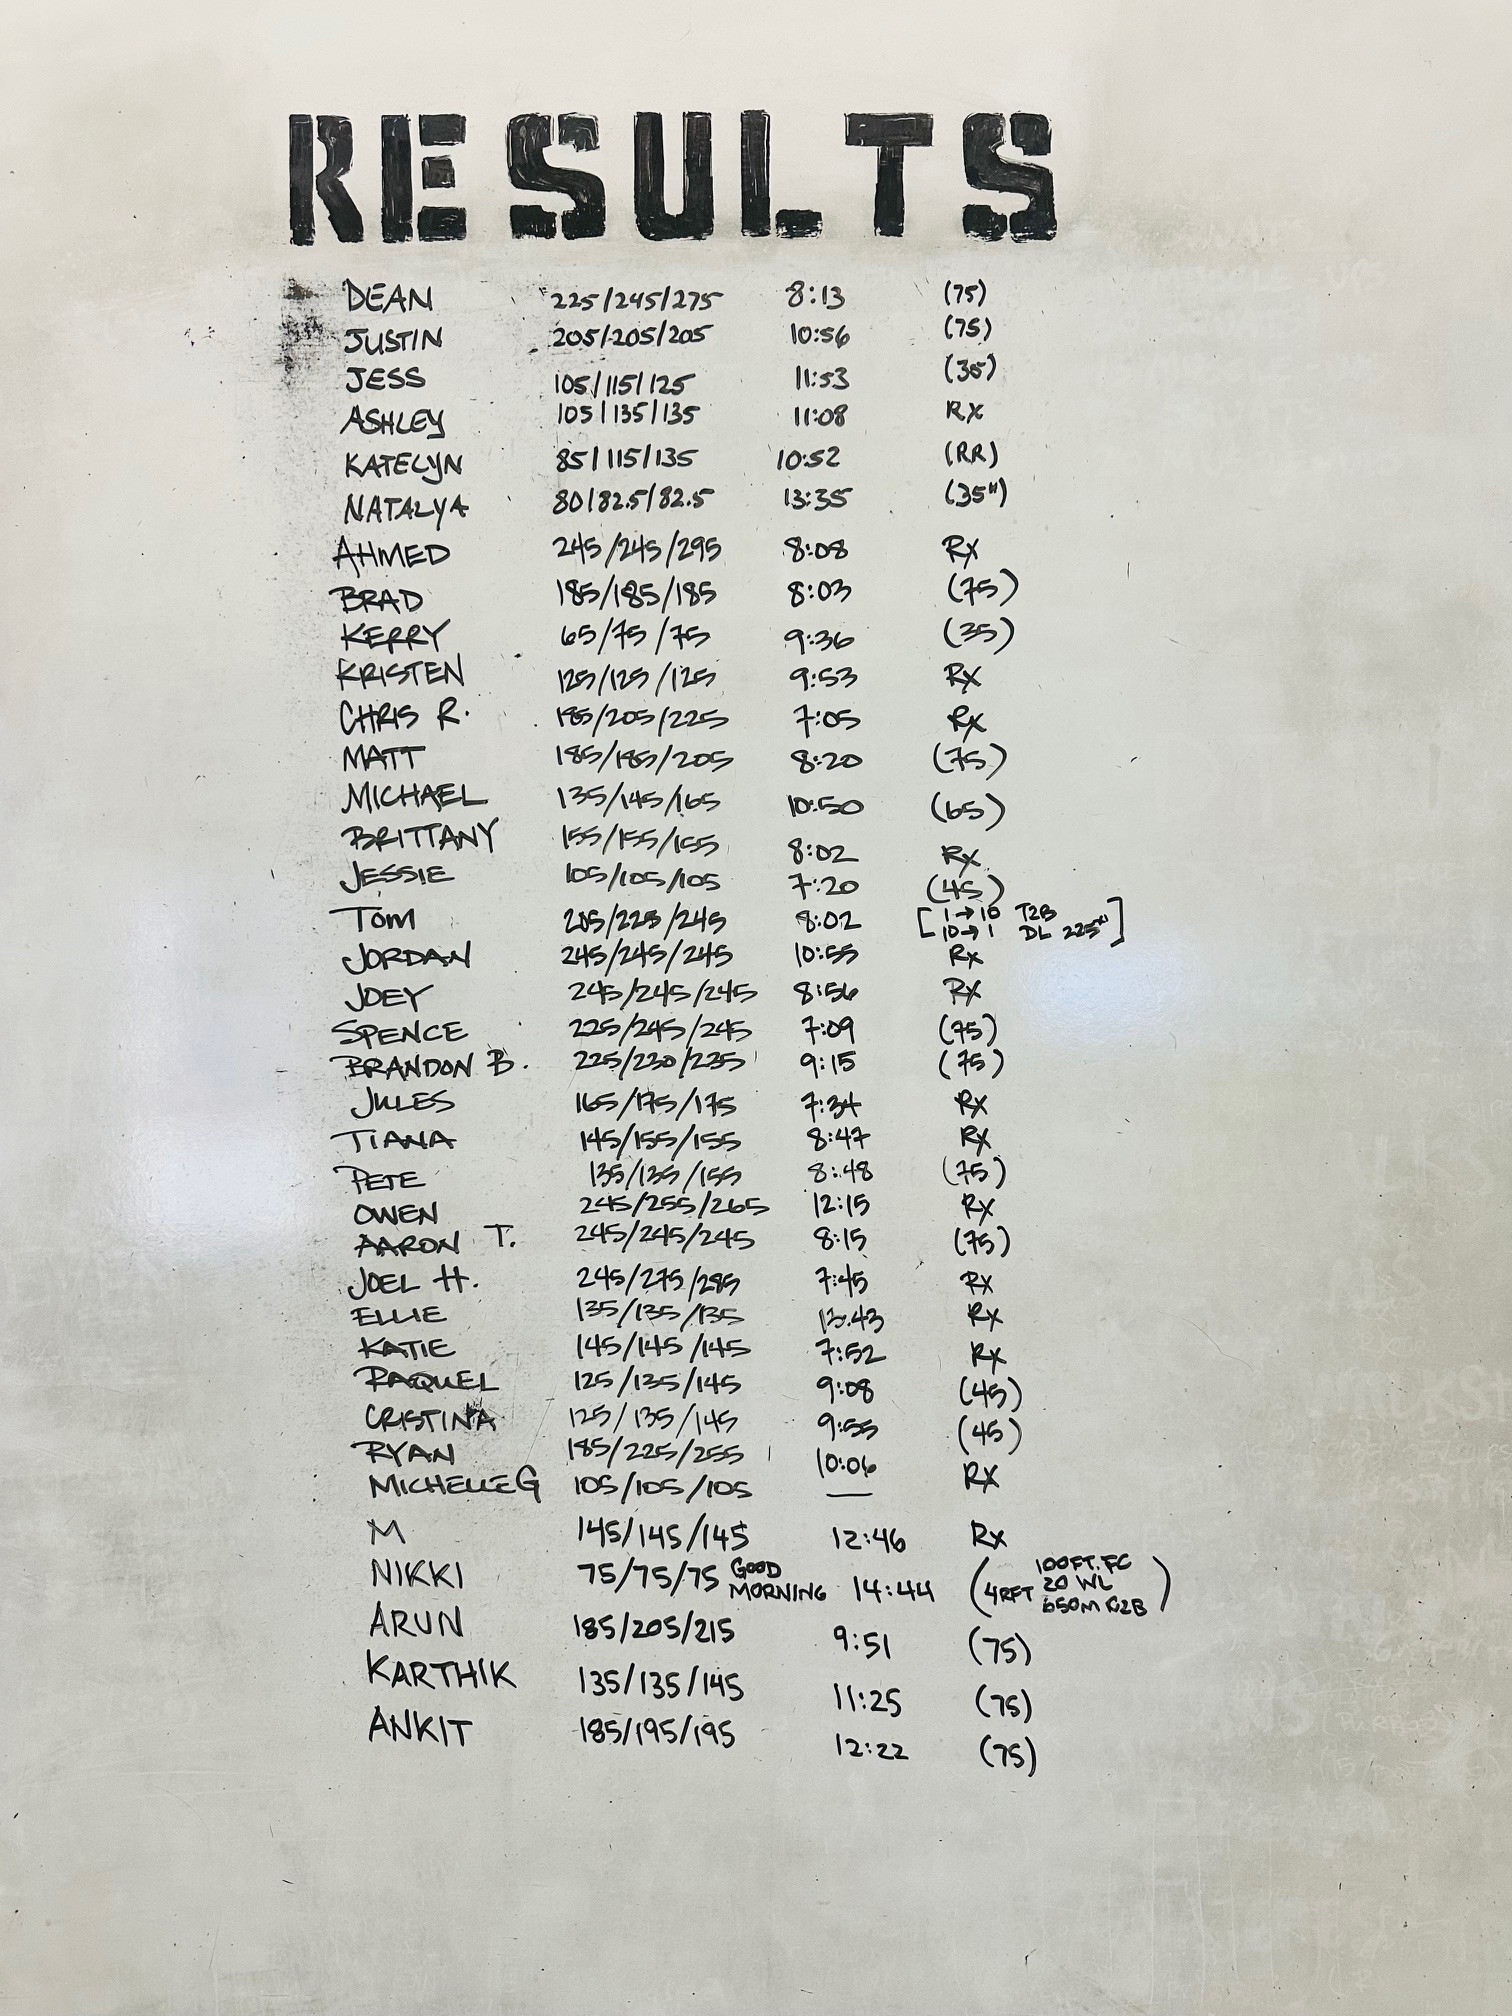 RESULTS
DEAN 225/245/275 8:13 (75)
JUSTIN 205/205/205 10:56 (75)
JESS 105/115/125 11:53 (35)
ASHLEY 105/135/135 11:08 RX
KATELYN 85/115/135 10:52 (RR)
NATALYA 80/82.5/82.5 13:35 (35#)
AHMED 245/245/295 8:08 RX
BRAD 185/185/185 8:03 (75)
KERRY 65/75/75 9:36 (35)
KRISTEN 125/125/125 9:53 RX
CHRIS R. 185/205/225 7:05 RX
MATT 185/185/205 8:20 (75)
MICHAEL 135/145/165 10:50 (65)
BRITTANY 155/155/155 8:02 RX
JESSIE 105/105/105 7:20 (45)
TOM 205/225/245 8:02 [1→10 T2B
10→1 DL 225#]
JORDAN 245/245/245 10:55 RX
JOEY 245/245/245 8:56 RX
SPENCE 225/245/245 7:09 (75)
BRANDON B. 225/230/235 9:15 (75)
JULES 165/175/175 7:34 RX
TIANA 145/155/155 8:47 RX
PETE 135/135/155 8:48 (75)
OWEN 245/255/265 12:15 RX
AARON T. 245/245/245 8:15 (75)
JOEL H. 245/275/285 7:45 RX
ELLIE 135/135/135 13:43 RX
KATIE 145/145/145 7:52 RX
RAQUEL 125/135/145 9:08 (45)
CRISTINA 125/135/145 9:55 (45)
RYAN 185/225/255 10:06 RX
MICHELLE G 105/105/105 —
M 145/145/145 12:46 RX
NIKKI 75/75/75 GOOD MORNING 14:44 (4RFT 100FT. FC
20 WL
650M C2B)
ARUN 185/205/215 9:51 (75)
KARTHIK 135/135/145 11:25 (75)
ANKIT 185/195/195 12:22 (75)